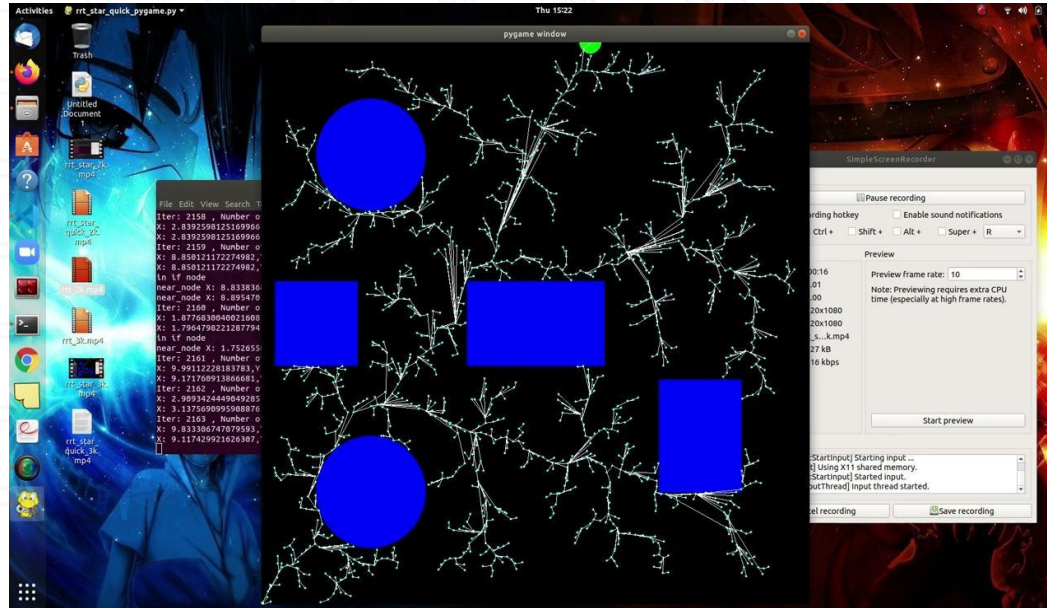 Activities
rrt_star_quick_pygame.py
Thu 15:22
Trash
Untitled
Document
1
rrt_star_2k.
mp4
rrt_star_
quick_2k.
mp4
rrt_2k.mp4
rrt_3k.mp4
rrt_star_3k.
mp4
rrt_star_
quick_3k.
mp4
pygame window
File Edit View Search
Iter: 2158 , Number o
X: 2.8392598125169966
X: 2.8392598125169966
Iter: 2159 , Number o
X: 8.850121172274982,
X: 8.850121172274982,
in if node
near_node X: 8.833836
near_node X: 8.895470
Iter: 2160 , Number o
X: 1.8776830040021608
X: 1.7964798221287794
in if node
near_node X: 1.752655
Iter: 2161 , Number o
X: 9.99112228183783,Y
X: 9.171760913866681,
Iter: 2162 , Number o
X: 2.9093424449049285
X: 3.1375690995908876
Iter: 2163 , Number o
X: 9.833306747079593,
X: 9.117429921626307,
SimpleScreenRecorder
Pause recording
rding hotkey
Enable sound notifications
Ctrl +
Shift +
Alt +
Super +
R
Preview
00:16
.01
.00
20x1080
20x1080
_s...k.mp4
27 kB
16 kbps
Preview frame rate: 10
Note: Previewing requires extra CPU
time (especially at high frame rates).
Start preview
:StartInput] Starting input ...
t] Using X11 shared memory.
:StartInput] Started input.
outThread] Input thread started.
cel recording
Save recording